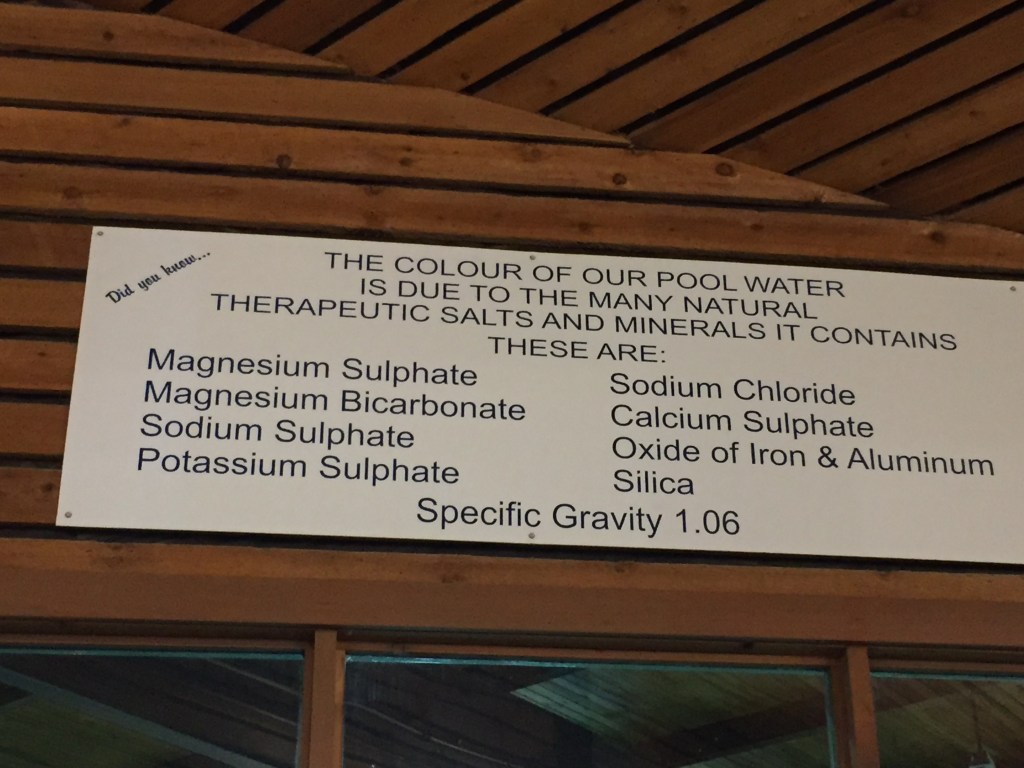 Did you know...
THE COLOUR OF OUR POOL WATER
IS DUE TO THE MANY NATURAL
THERAPEUTIC SALTS AND MINERALS IT CONTAINS
THESE ARE:
Magnesium Sulphate
Magnesium Bicarbonate
Sodium Sulphate
Potassium Sulphate
Sodium Chloride
Calcium Sulphate
Oxide of Iron & Aluminum
Silica
Specific Gravity 1.06